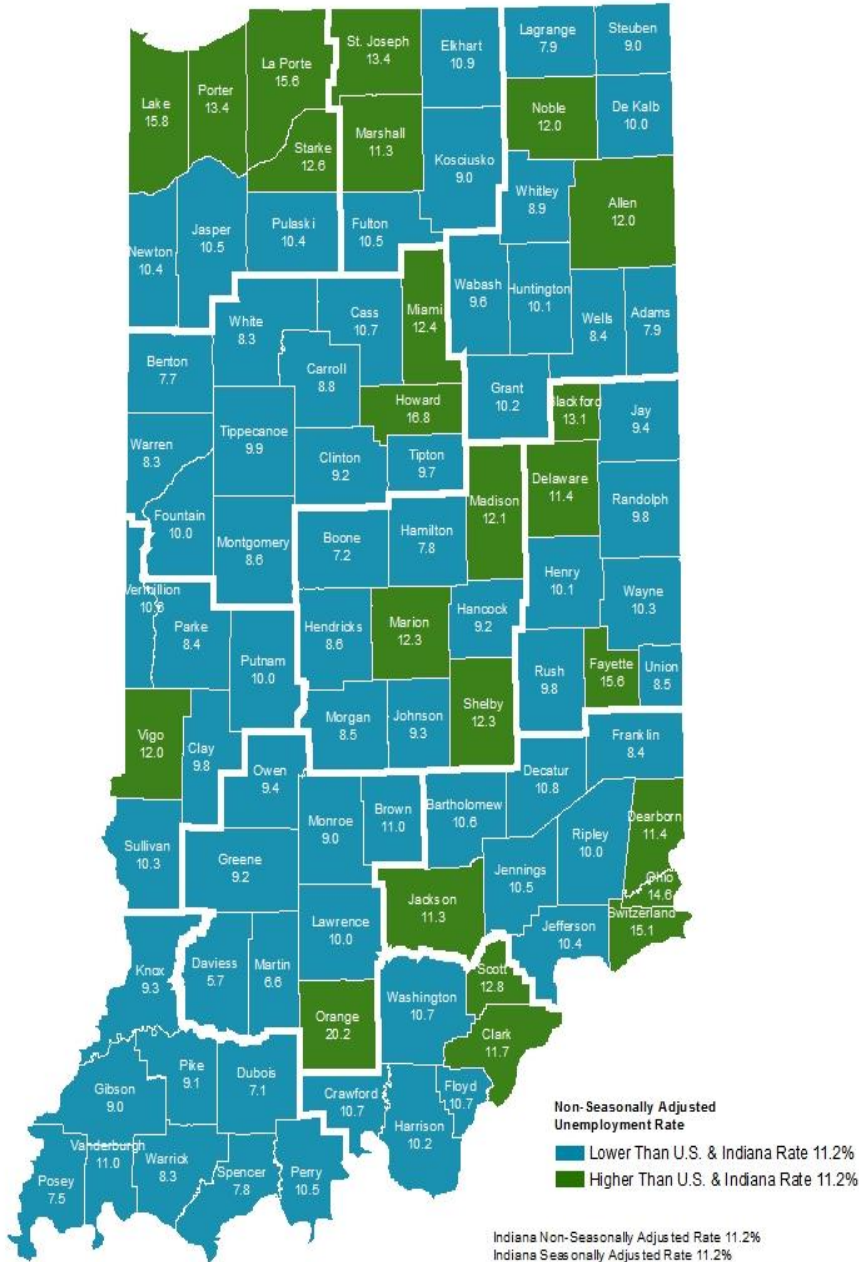 St. Joseph
13.4
Elkhart
10.9
Lagrange
7.9
Steuben
9.0
La Porte
15.6
Porter
13.4
Lake
15.8
Noble
12.0
De Kalb
10.0
Starke
12.6
Marshall
11.3
Kosciusko
9.0
Whitley
8.9
Allen
12.0
Newton
10.4
Jasper
10.5
Pulaski
10.4
Fulton
10.5
Wabash
9.6
Huntington
10.1
Wells
8.4
Adams
7.9
White
8.3
Cass
10.7
Miami
12.4
Benton
7.7
Carroll
8.8
Howard
16.8
Grant
10.2
Blackford
13.1
Jay
9.4
Warren
8.3
Tippecanoe
9.9
Clinton
9.2
Tipton
9.7
Madison
12.1
Delaware
11.4
Randolph
9.8
Fountain
10.0
Montgomery
8.6
Boone
7.2
Hamilton
7.8
Henry
10.1
Wayne
10.3
Vermillion
10.6
Parke
8.4
Putnam
10.0
Hendricks
8.6
Marion
12.3
Hancock
9.2
Rush
9.8
Fayette
15.6
Union
8.5
Vigo
12.0
Clay
9.8
Morgan
8.5
Johnson
9.3
Shelby
12.3
Franklin
8.4
Owen
9.4
Decatur
10.8
Sullivan
10.3
Greene
9.2
Monroe
9.0
Brown
11.0
Bartholomew
10.6
Jennings
10.5
Ripley
10.0
Dearborn
11.4
Ohio
14.6
Switzerland
15.1
Jackson
11.3
Jefferson
10.4
Lawrence
10.0
Knox
9.3
Daviess
5.7
Martin
6.6
Orange
20.2
Washington
10.7
Scott
12.8
Clark
11.7
Gibson
9.0
Pike
9.1
Dubois
7.1
Crawford
10.7
Harrison
10.2
Floyd
10.7
Posey
7.5
Vanderburgh
11.0
Warrick
8.3
Spencer
7.8
Perry
10.5
Non-Seasonally Adjusted
Unemployment Rate
Lower Than U.S. & Indiana Rate 11.2%
Higher Than U.S. & Indiana Rate 11.2%
Indiana Non-Seasonally Adjusted Rate 11.2%
Indiana Seasonally Adjusted Rate 11.2%